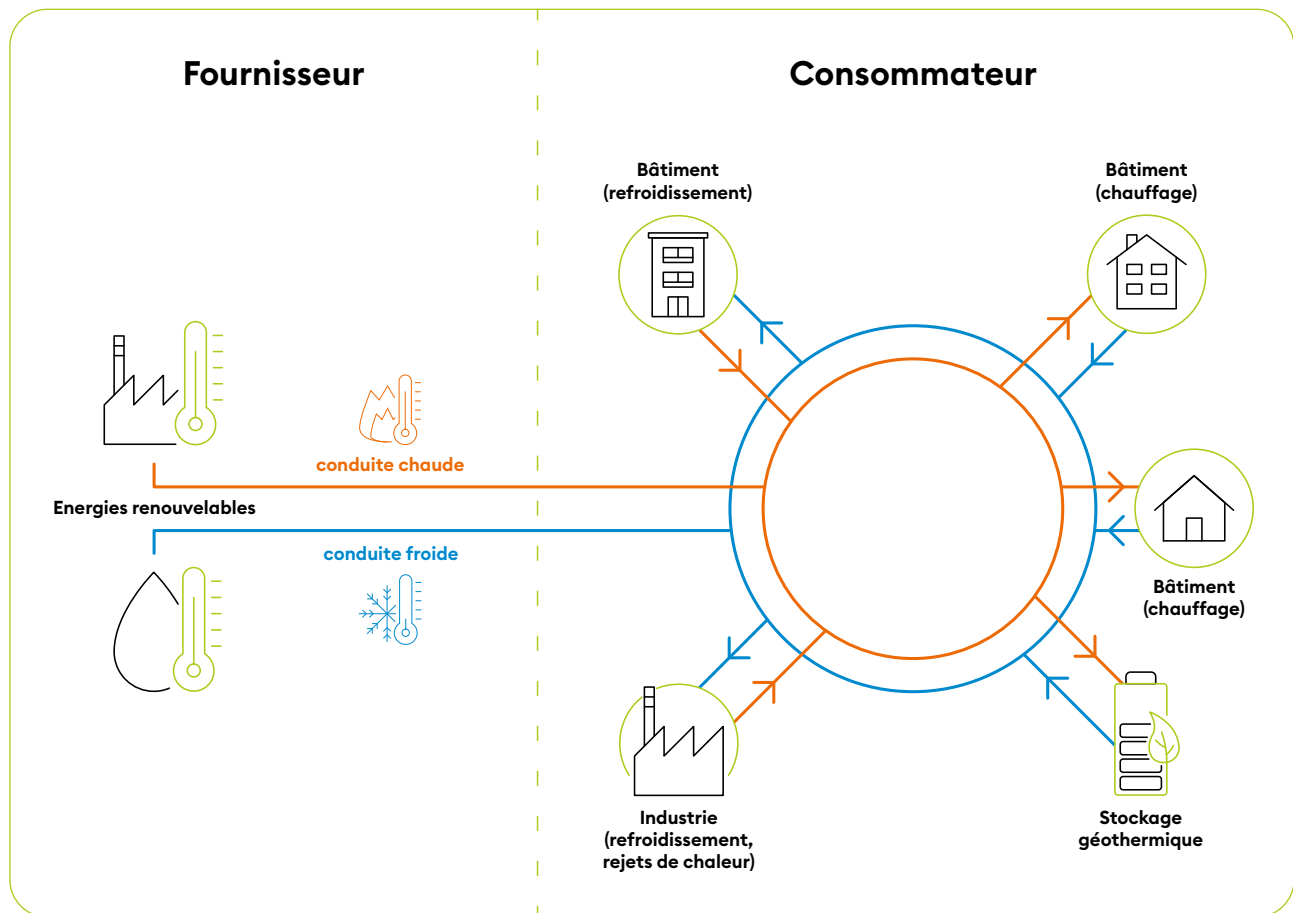 Fournisseur
Consommateur
Bâtiment
(refroidissement)
Bâtiment
(chauffage)
conduite chaude
Energies renouvelables
conduite froide
Bâtiment
(chauffage)
Industrie
(refroidissement,
rejets de chaleur)
Stockage
géothermique